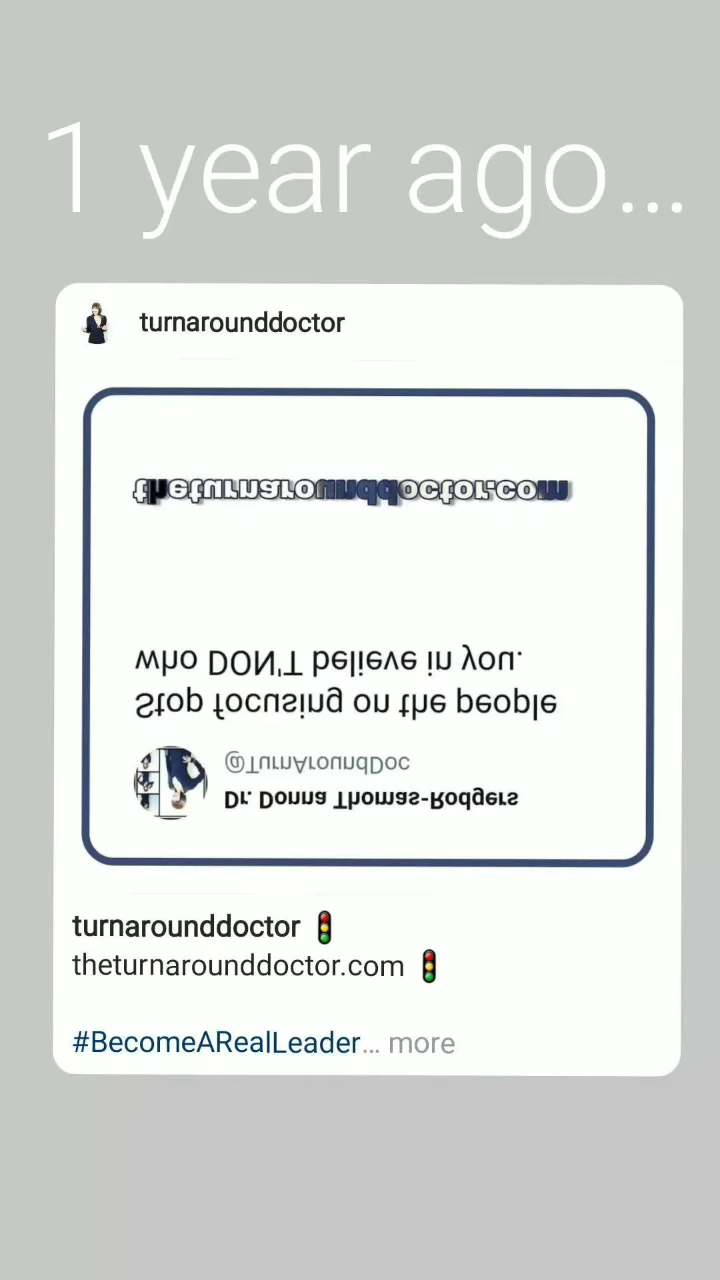 1 year ago...
turnarounddoctor
Dr. Donna Thomas-Rodgers
@TurnAroundDoc
Stop focusing on the people
who DON'T believe in you.
theturnarounddoctor.com
turnarounddoctor 🚦
theturnarounddoctor.com 🚦
#BecomeARealLeader... more